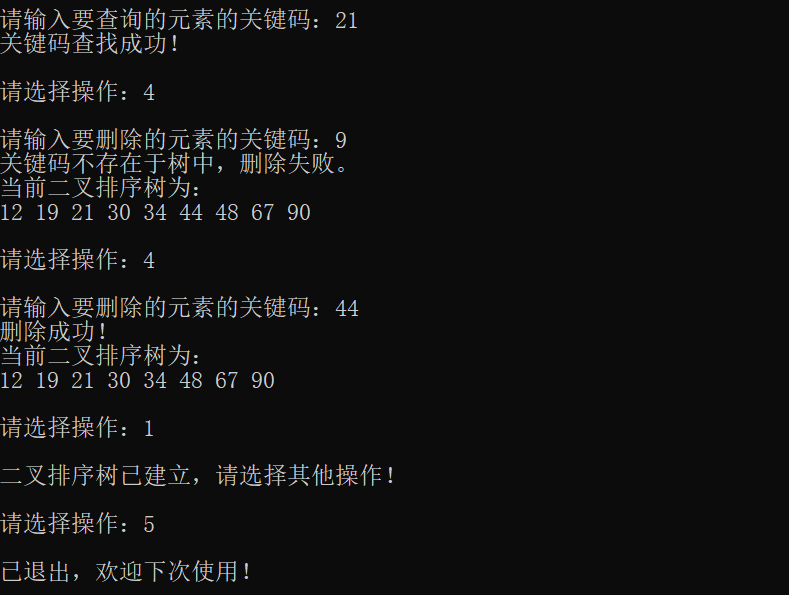 请输入要查询的元素的关键码：21
关键码查找成功！
请选择操作：4
请输入要删除的元素的关键码：9
关键码不存在于树中，删除失败。
当前二叉排序树为：
12 19 21 30 34 44 48 67 90
请选择操作：4
请输入要删除的元素的关键码：44
删除成功！
当前二叉排序树为：
12 19 21 30 34 48 67 90
请选择操作：1
二叉排序树已建立，请选择其他操作！
请选择操作：5
已退出，欢迎下次使用！